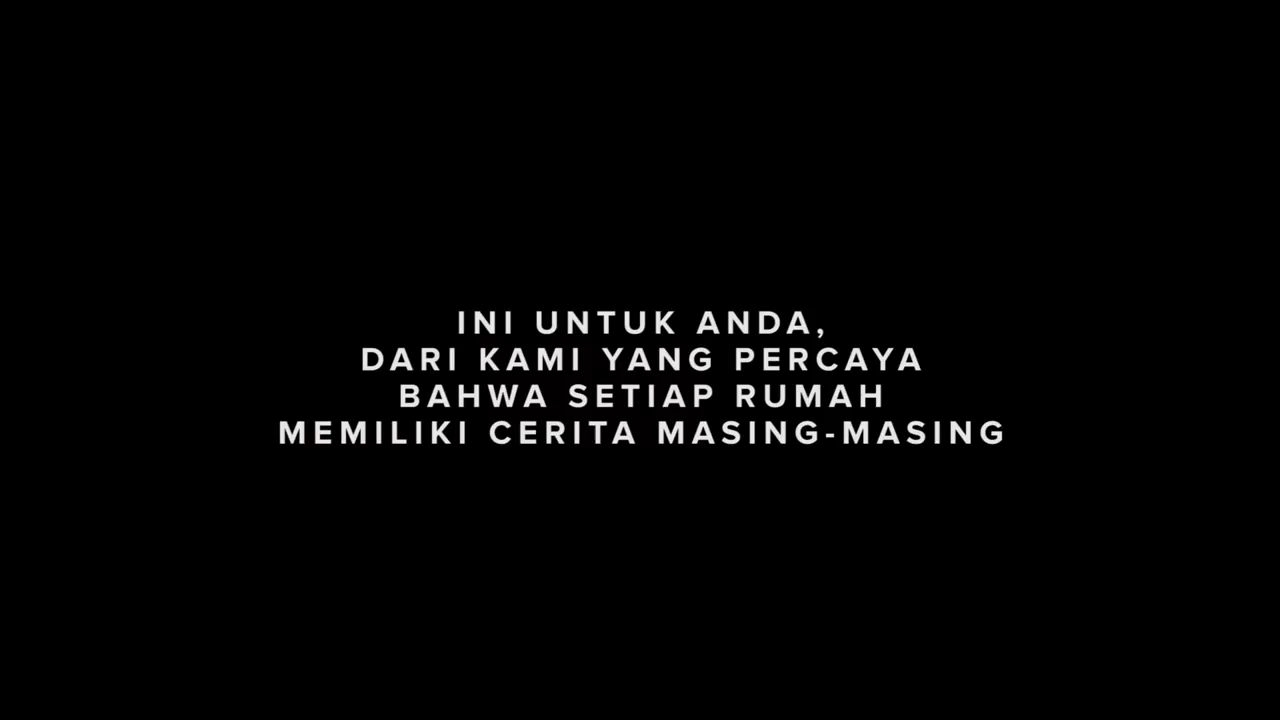 INI UNTUK ANDA,
DARI KAMI YANG PERCAYA
BAHWA SETIAP RUMAH
MEMILIKI CERITA MASING-MASING